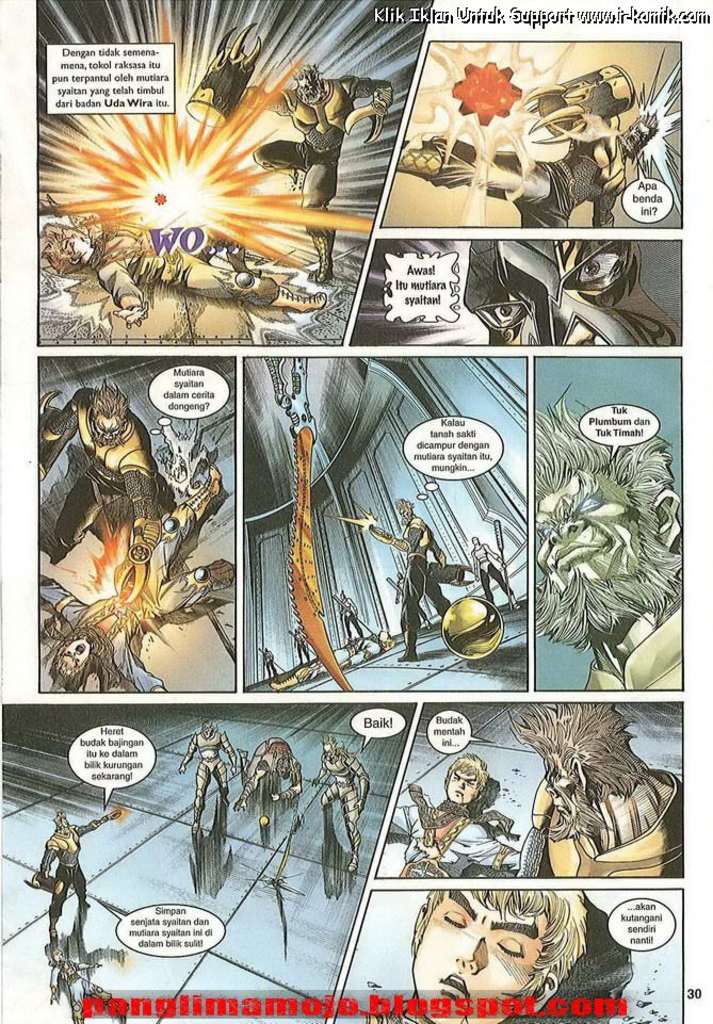 Klik Iklan Untuk Support www.i-komik.com
Dengan tidak semena-
mena, tokol raksasa itu
pun terpantul oleh mutiara
syaitan yang telah timbul
dari badan Uda Wira itu.
WO...
Apa
benda
ini?
Awas!
Itu mutiara
syaitan!
Mutiara
syaitan
dalam cerita
dongeng?
Kalau
tanah sakti
dicampur dengan
mutiara syaitan itu,
mungkin...
Tuk
Plumbum dan
Tuk Timah!
Heret
budak bajingan
itu ke dalam
bilik kurungan
sekarang!
Baik!
Simpan
senjata syaitan dan
mutiara syaitan ini di
dalam bilik sulit!
Budak
mentah
ini...
...akan
kutangani
sendiri
nanti!
30
panglimamoje.blogspot.com